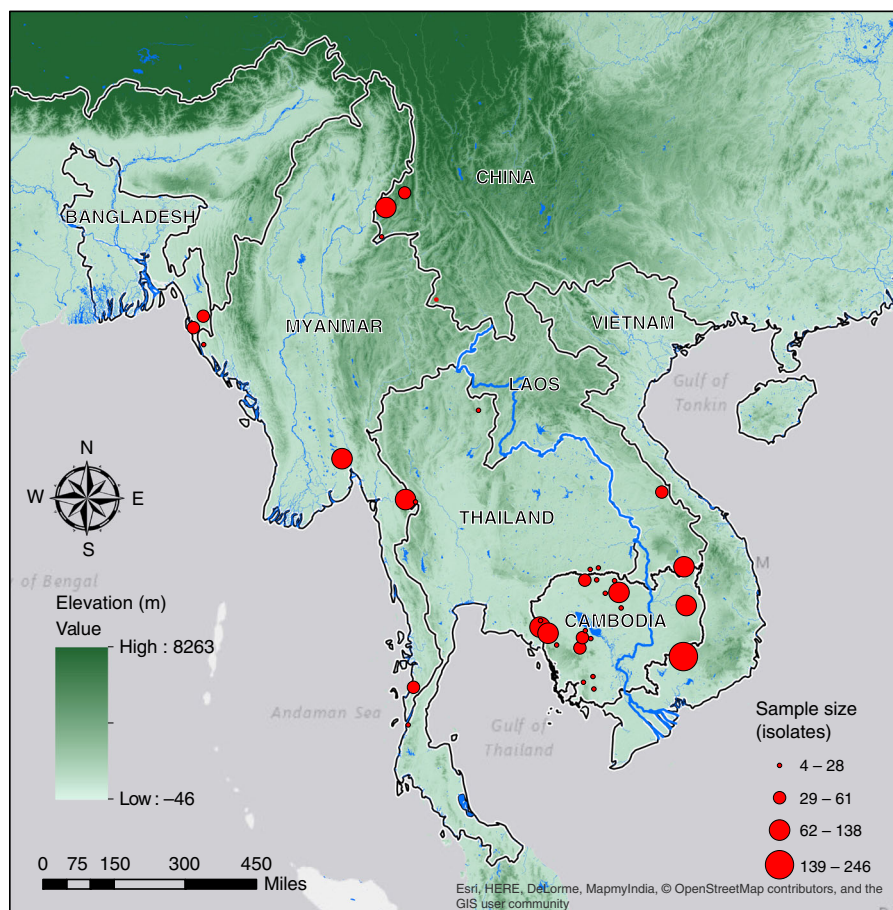 CHINA
BANGLADESH
MYANMAR
VIETNAM
LAOS
Gulf of
Tonkin
N
W
E
S
THAILAND
M
y of Bengal
Elevation (m)
Value
High : 8263
Low : –46
CAMBODIA
Andaman Sea
Gulf of
Thailand
Sample size
(isolates)
4 – 28
29 – 61
62 – 138
139 – 246
0 75 150 300 450
Miles
Esri, HERE, DeLorme, MapmyIndia, © OpenStreetMap contributors, and the
GIS user community